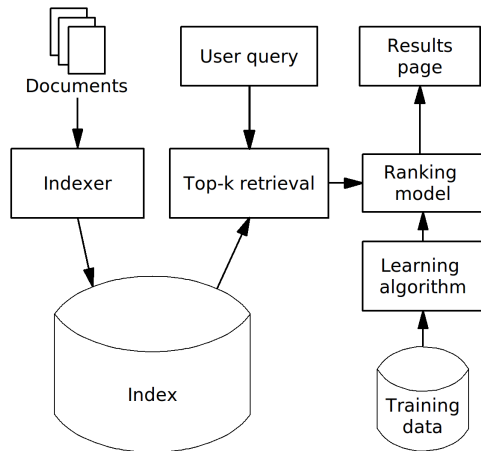 Documents
User query
Results
page
Indexer
Top-k retrieval
Ranking
model
Learning
algorithm
Index
Training
data